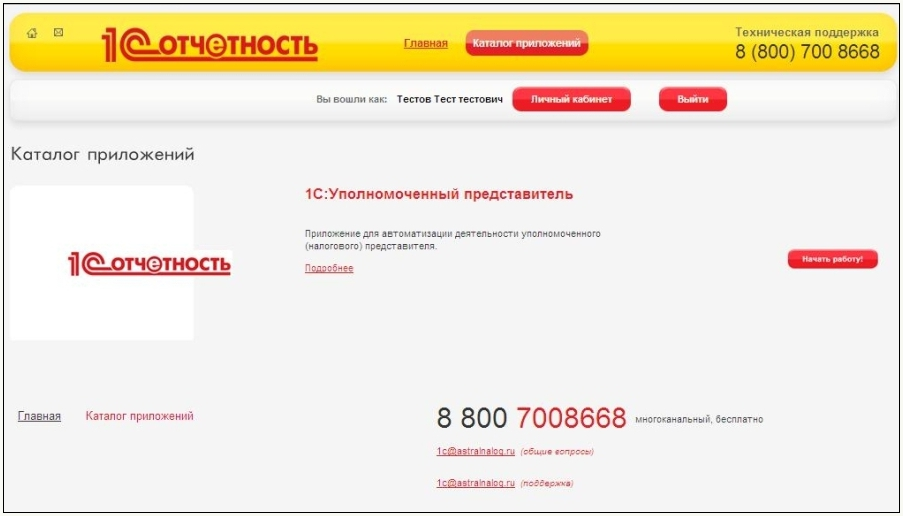 1С-ОТЧЕТНОСТЬ
Главная
Каталог приложений
Техническая поддержка
8 (800) 700 8668
Вы вошли как: Тестов Тест тестович
Личный кабинет
Выйти
Каталог приложений
1С-ОТЧЕТНОСТЬ
1С:Уполномоченный представитель
Приложение для автоматизации деятельности уполномоченного
(налогового) представителя.
Подробнее
Начать работу!
Главная
Каталог приложений
8 800 7008668 многоканальный, бесплатно
1c@astralnalog.ru (общие вопросы)
1c@astralnalog.ru (поддержка)